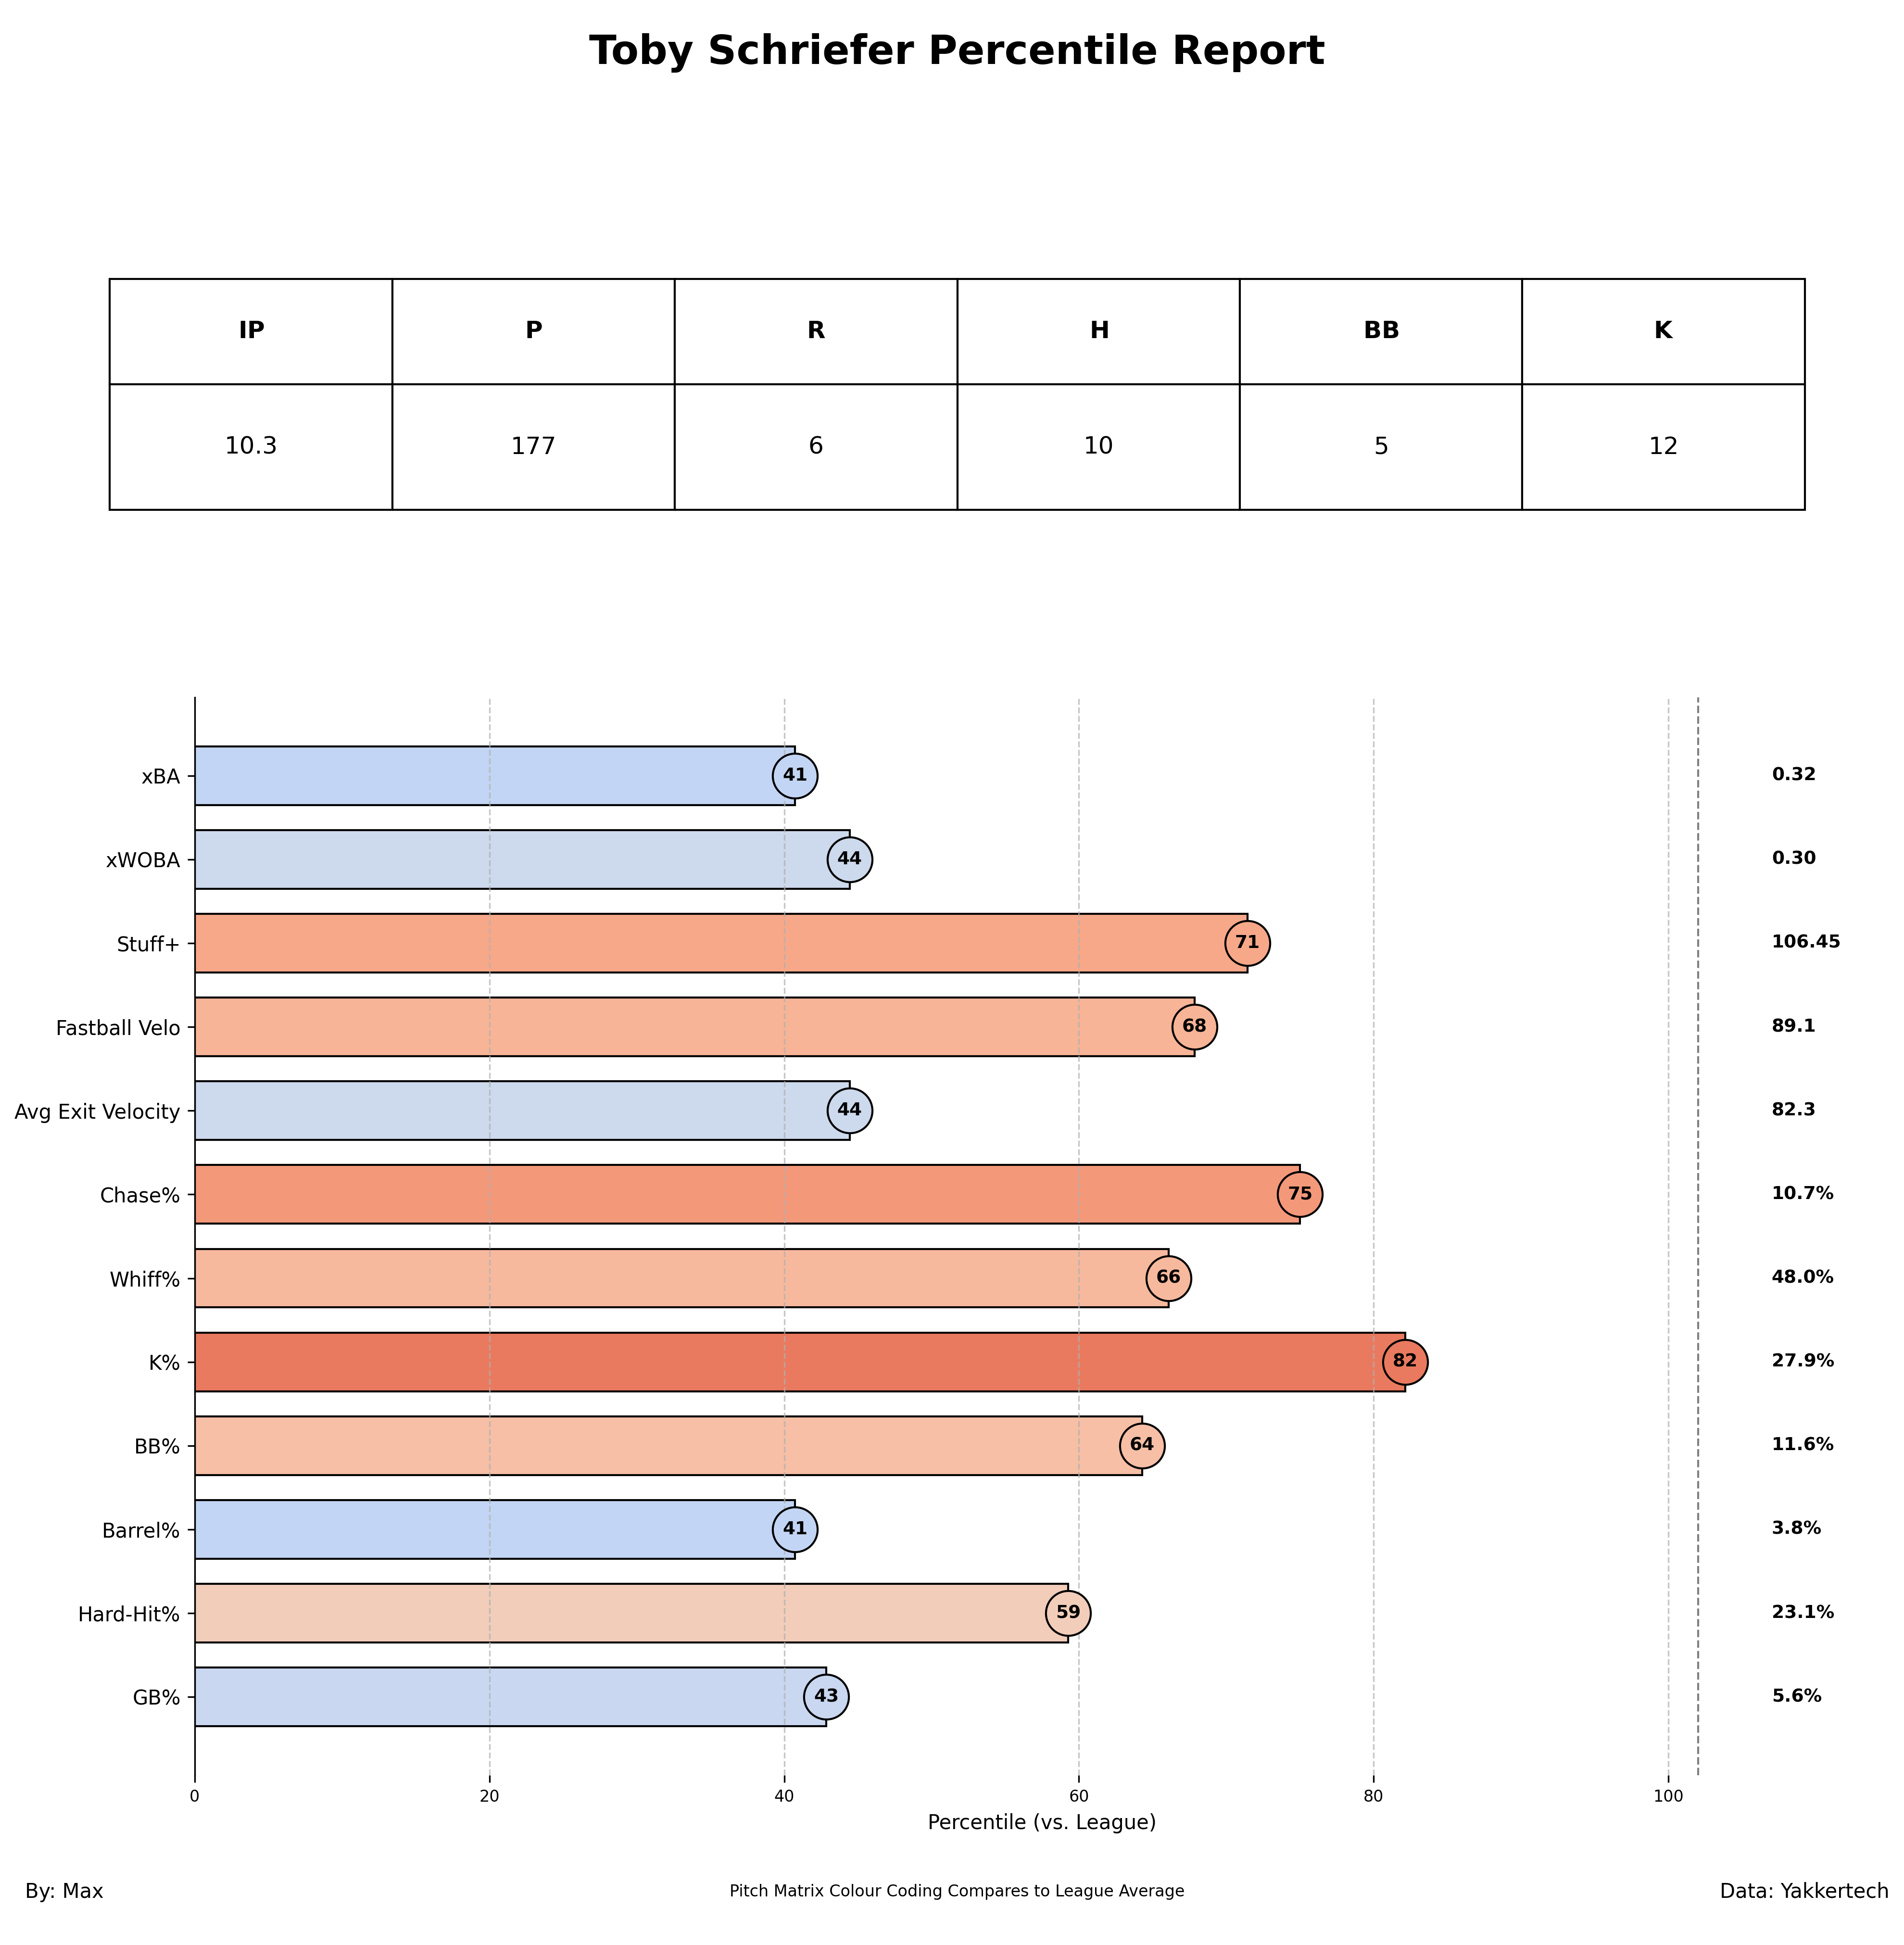 Toby Schriefer Percentile Report
IP P R H BB K
10.3 177 6 10 5 12
xBA 41 0.32
xWOBA 44 0.30
Stuff+ 71 106.45
Fastball Velo 68 89.1
Avg Exit Velocity 44 82.3
Chase% 75 10.7%
Whiff% 66 48.0%
K% 82 27.9%
BB% 64 11.6%
Barrel% 41 3.8%
Hard-Hit% 59 23.1%
GB% 43 5.6%
0 20 40 60 80 100
Percentile (vs. League)
By: Max Pitch Matrix Colour Coding Compares to League Average Data: Yakkertech